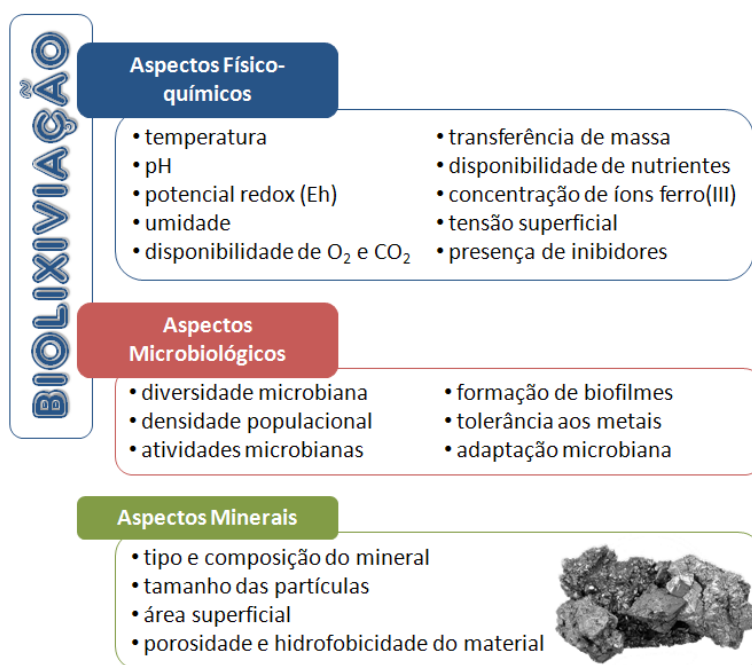 BIOLIXIVIAÇÃO
Aspectos Físico-
químicos
• temperatura
• pH
• potencial redox (Eh)
• umidade
• disponibilidade de O₂ e CO₂
• transferência de massa
• disponibilidade de nutrientes
• concentração de íons ferro(III)
• tensão superficial
• presença de inibidores
Aspectos
Microbiológicos
• diversidade microbiana
• densidade populacional
• atividades microbianas
• formação de biofilmes
• tolerância aos metais
• adaptação microbiana
Aspectos Minerais
• tipo e composição do mineral
• tamanho das partículas
• área superficial
• porosidade e hidrofobicidade do material